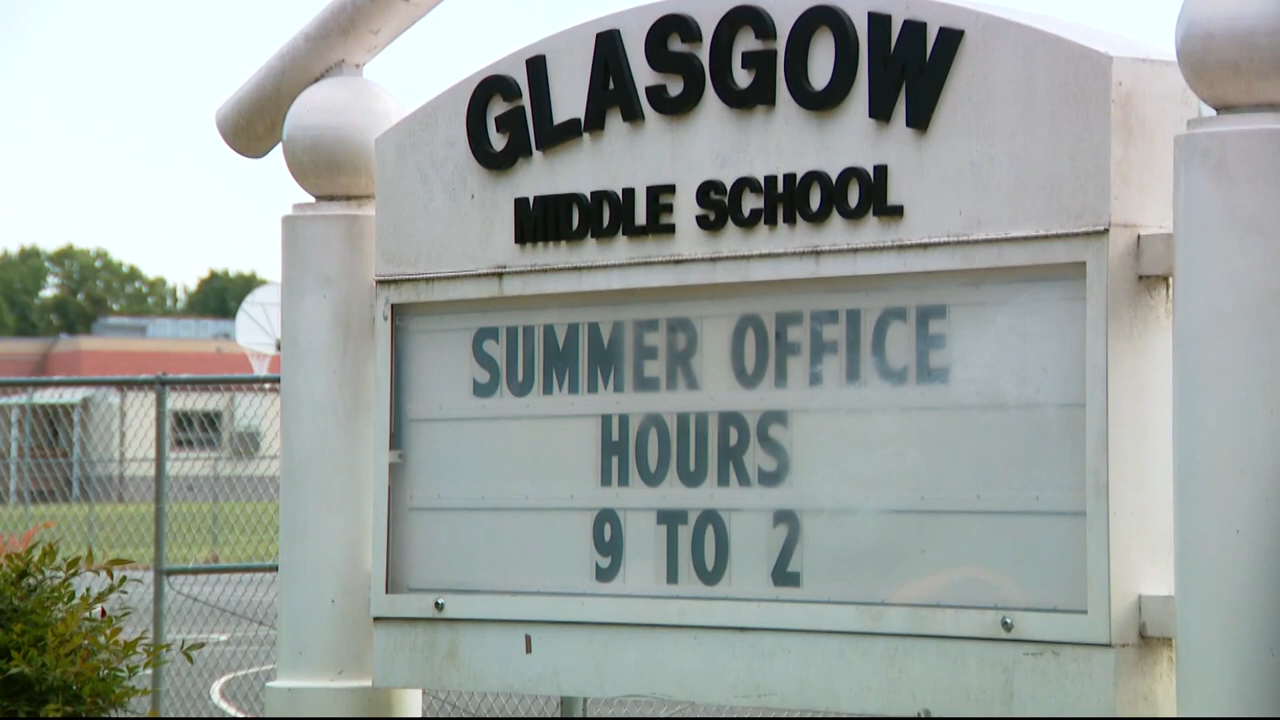 GLASGOW
MIDDLE SCHOOL
SUMMER OFFICE
HOURS
9 TO 2